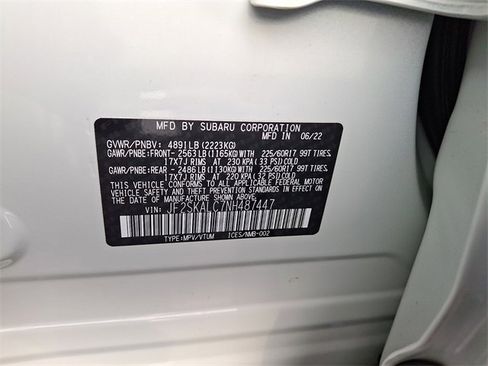 MFD BY SUBARU CORPORATION
GVWR/PNBV: 4891LB (2223KG) MFD IN 06/22
GAWR/PNBE:FRONT- 2563LB (1165KG) WITH 225/60R17 99T TIRES,
17X7J RIMS AT 230 KPA (33 PSI) COLD
GAWR/PNBE:REAR - 2486LB (1130KG) WITH 225/60R17 99T TIRES,
17X7J RIMS AT 220 KPA (32 PSI) COLD
THIS VEHICLE CONFORMS TO ALL APPLICABLE FEDERAL MOTOR
VEHICLE SAFETY STANDARDS IN EFFECT ON
THE DATE OF MANUFACTURE SHOWN ABOVE.
VIN: JF2SKALC7NH487447
TYPE:MPV/VTUM ICES/NMB-002